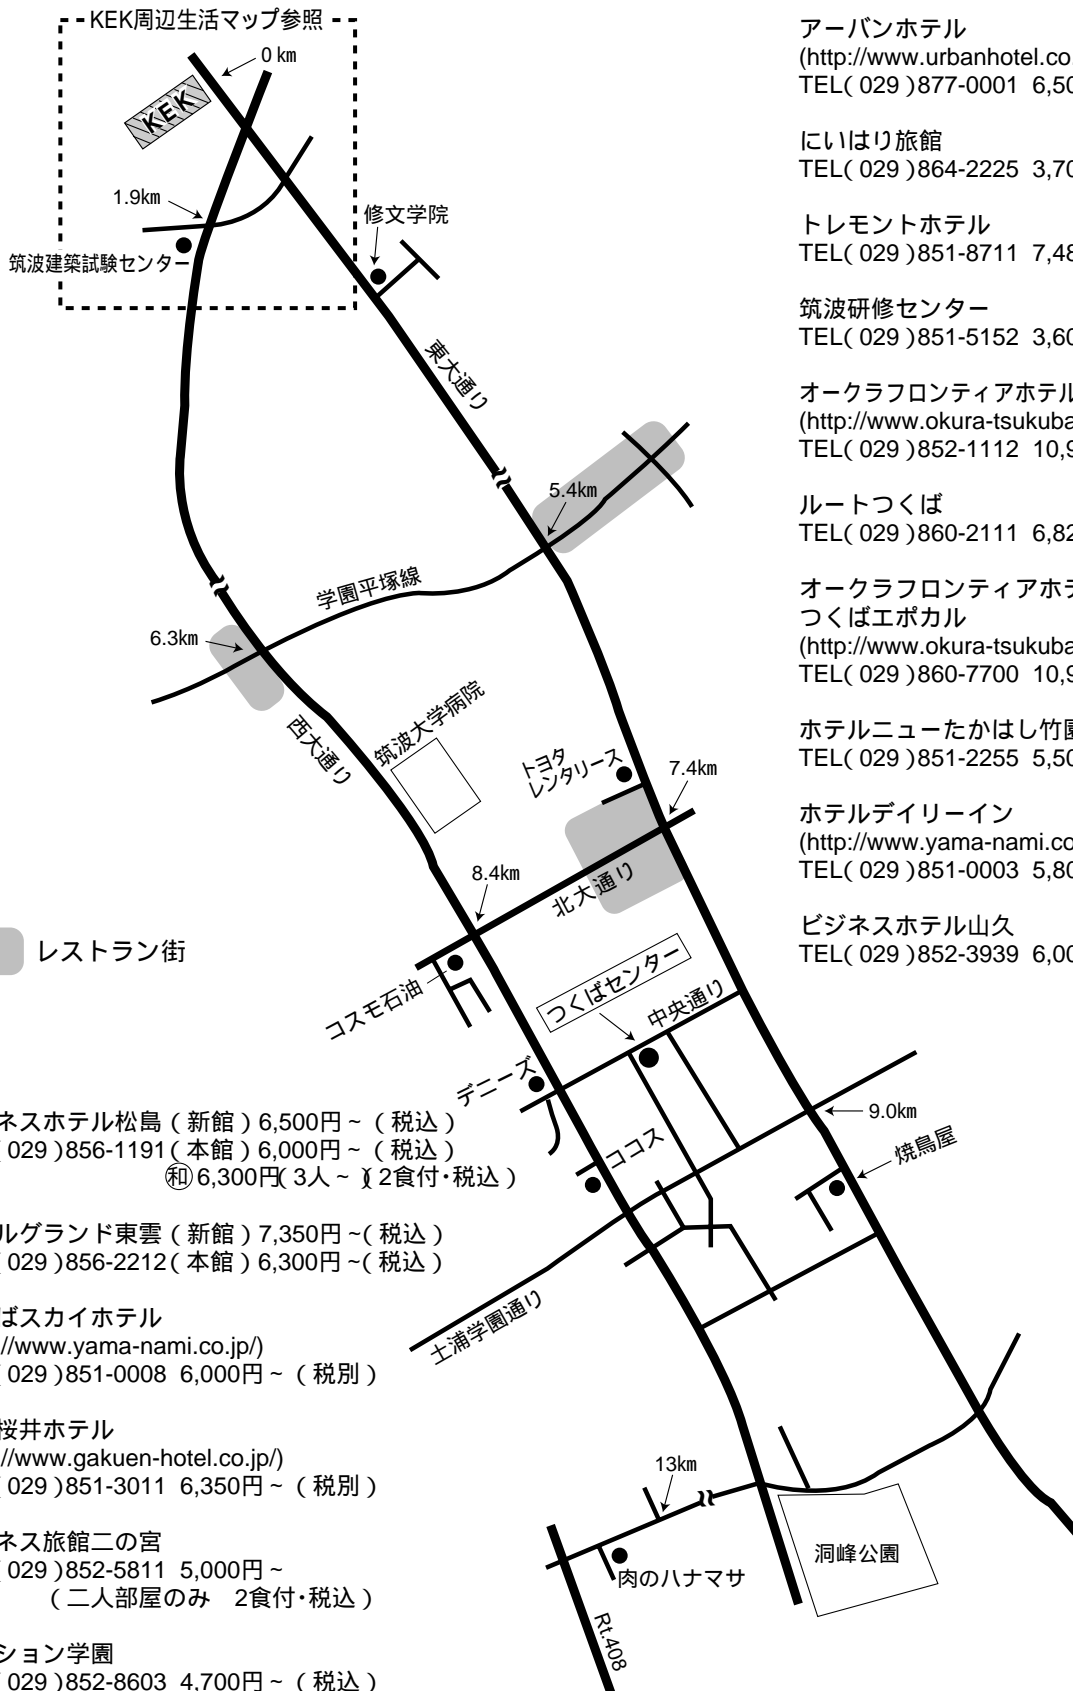 KEK周辺生活マップ参照
0㎞
KEK
1.9㎞
修文学院
筑波建築試験センター
東大通り
5.4㎞
学園平塚線
6.3㎞
西大通り
筑波大学病院
トヨタ
レンタリース
7.4㎞
8.4㎞
北大通り
レストラン街
コスモ石油
つくばセンター
中央通り
デニーズ
9.0㎞
ココス
焼鳥屋
土浦学園通り
13㎞
肉のハナマサ
洞峰公園
Rt.408
アーバンホテル
(http://www.urbanhotel.co.
TEL(029)877-0001 6,50
にいはり旅館
TEL(029)864-2225 3,70
トレモントホテル
TEL(029)851-8711 7,48
筑波研修センター
TEL(029)851-5152 3,60
オークラフロンティアホテル
(http://www.okura-tsukuba
TEL(029)852-1112 10,9
ルートつくば
TEL(029)860-2111 6,82
オークラフロンティアホテ
つくばエポカル
(http://www.okura-tsukuba
TEL(029)860-7700 10,9
ホテルニューたかはし竹園
TEL(029)851-2255 5,50
ホテルデイリーイン
(http://www.yama-nami.co
TEL(029)851-0003 5,80
ビジネスホテル山久
TEL(029)852-3939 6,00
ネスホテル松島（新館）6,500円~（税込）
(029)856-1191（本館）6,000円~（税込）
㊥6,300円(3人~)(2食付･税込）
ルグランド東雲（新館）7,350円~(税込）
(029)856-2212(本館）6,300円~(税込）
ばスカイホテル
://www.yama-nami.co.jp/)
(029)851-0008 6,000円~（税別）
桜井ホテル
://www.gakuen-hotel.co.jp/)
(029)851-3011 6,350円~（税別）
ネス旅館二の宮
(029)852-5811 5,000円~
（二人部屋のみ　2食付･税込）
ション学園
(029)852-8603 4,700円~（税込）